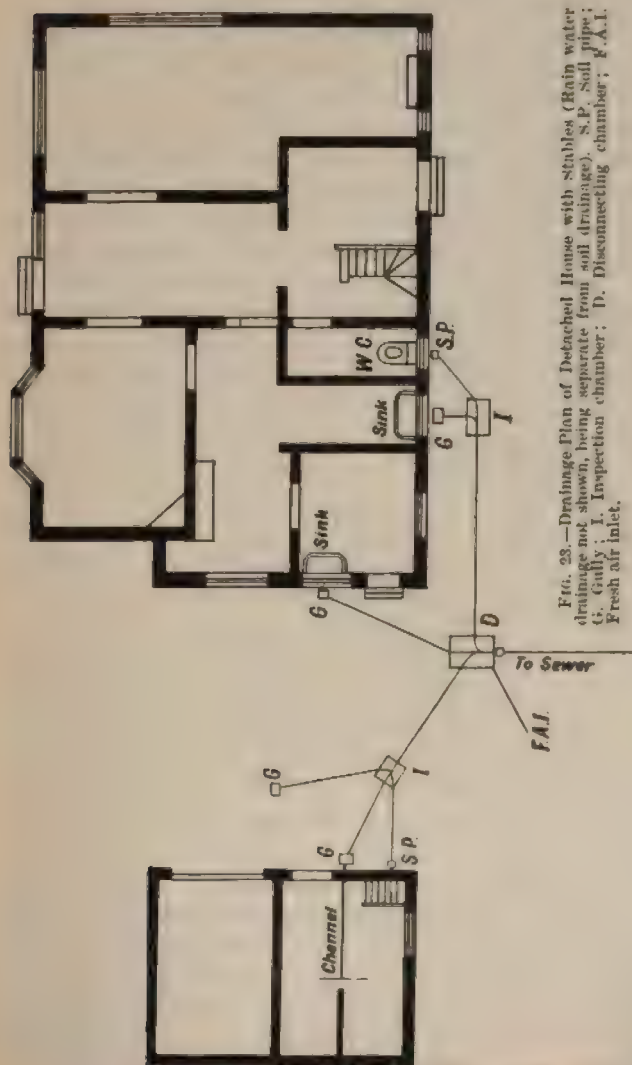 Sink
W C
Sink
G
S.P.
G
I
D
To Sewer
F.A.I.
G
I
G
S.P.
Channel
FIG. 23.—Drainage Plan of Detached House with Stables (Rain water
drainage not shown, being separate from soil drainage). S.P. Soil pipe;
G. Gully; I. Inspection chamber; D. Disconnecting chamber; F.A.I.
Fresh air inlet.